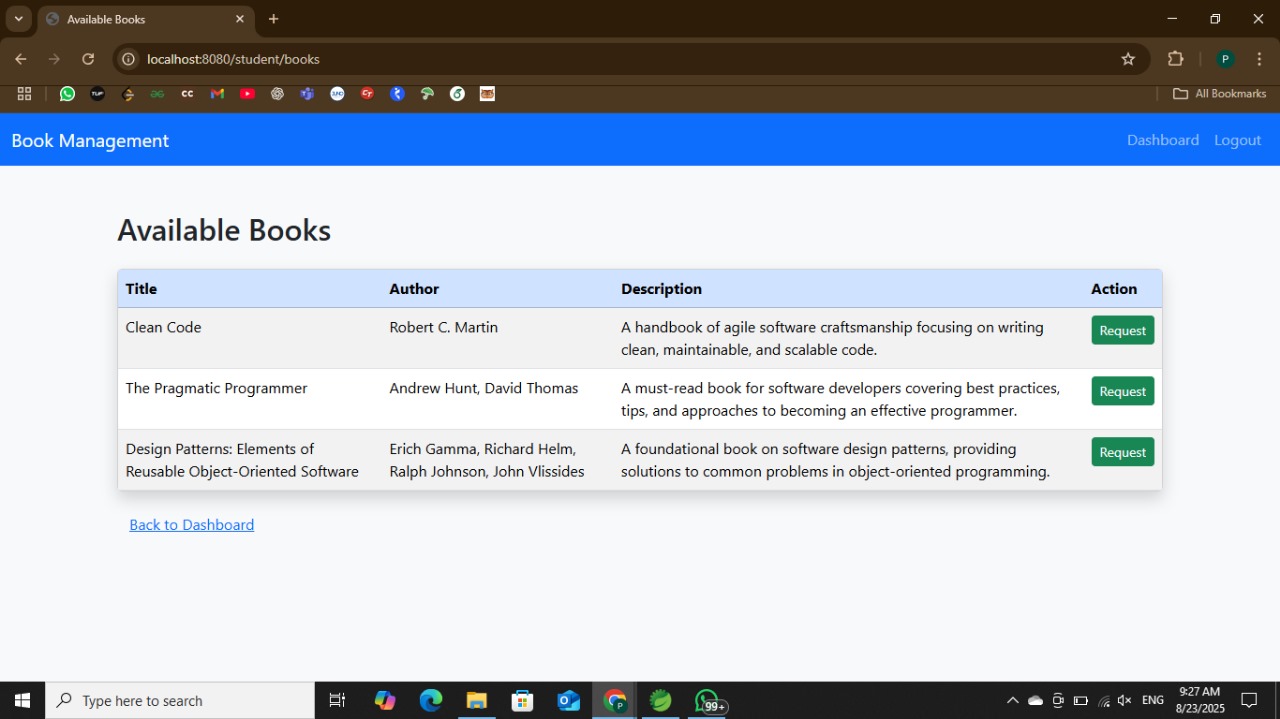 Available Books
localhost:8080/student/books
P
All Bookmarks
Book Management
Dashboard Logout
Available Books
Title Author Description Action
Clean Code Robert C. Martin A handbook of agile software craftsmanship focusing on writing Request
clean, maintainable, and scalable code.
The Pragmatic Programmer Andrew Hunt, David Thomas A must-read book for software developers covering best practices, Request
tips, and approaches to becoming an effective programmer.
Design Patterns: Elements of Erich Gamma, Richard Helm, A foundational book on software design patterns, providing Request
Reusable Object-Oriented Software Ralph Johnson, John Vlissides solutions to common problems in object-oriented programming.
Back to Dashboard
Type here to search
99+
ENG
9:27 AM
8/23/2025